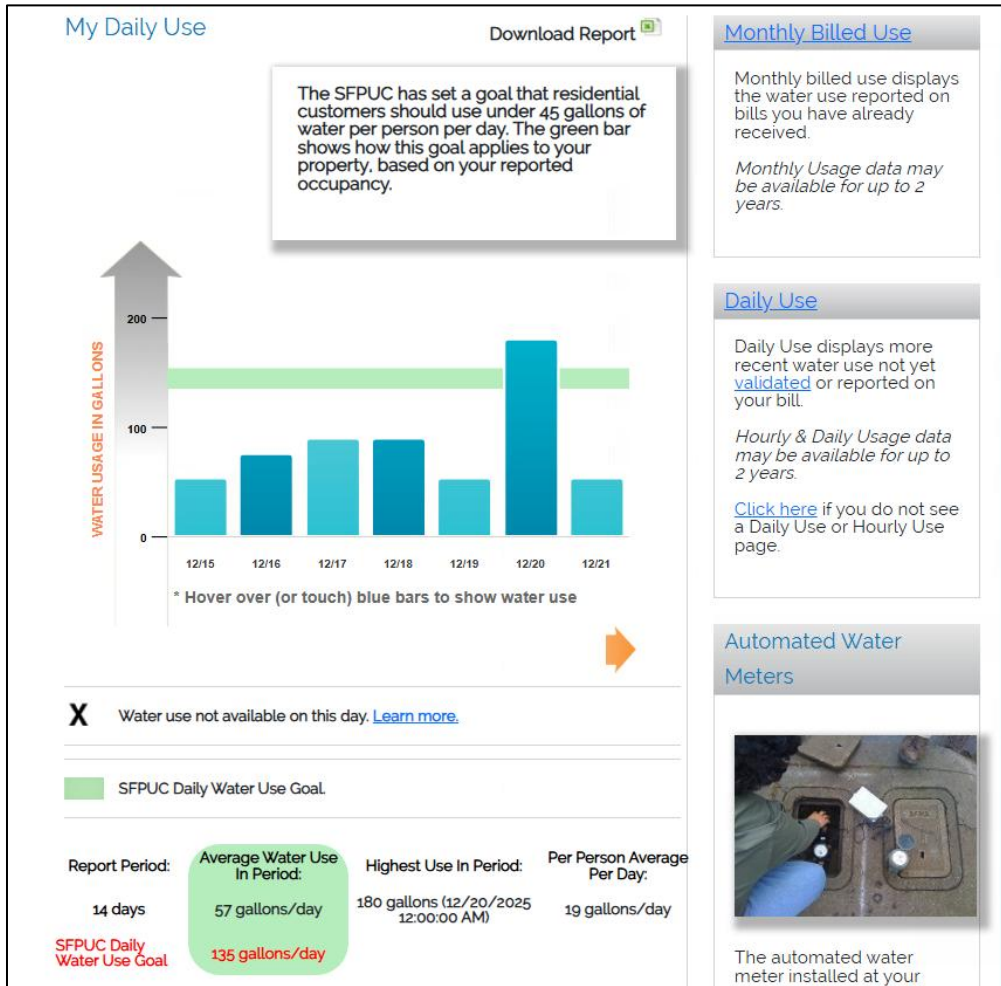 My Daily Use
Download Report
The SFPUC has set a goal that residential
customers should use under 45 gallons of
water per person per day. The green bar
shows how this goal applies to your
property, based on your reported
occupancy.
WATER USAGE IN GALLONS
200
100
0
12/15 12/16 12/17 12/18 12/19 12/20 12/21
* Hover over (or touch) blue bars to show water use
X Water use not available on this day. Learn more.
SFPUC Daily Water Use Goal.
Report Period: Average Water Use In Period: Highest Use In Period: Per Person Average Per Day:
14 days 57 gallons/day 180 gallons (12/20/2025 12:00:00 AM) 19 gallons/day
SFPUC Daily Water Use Goal 135 gallons/day
Monthly Billed Use
Monthly billed use displays
the water use reported on
bills you have already
received.
Monthly Usage data may
be available for up to 2
years.
Daily Use
Daily Use displays more
recent water use not yet
validated or reported on
your bill.
Hourly & Daily Usage data
may be available for up to
2 years.
Click here if you do not see
a Daily Use or Hourly Use
page.
Automated Water
Meters
The automated water
meter installed at your